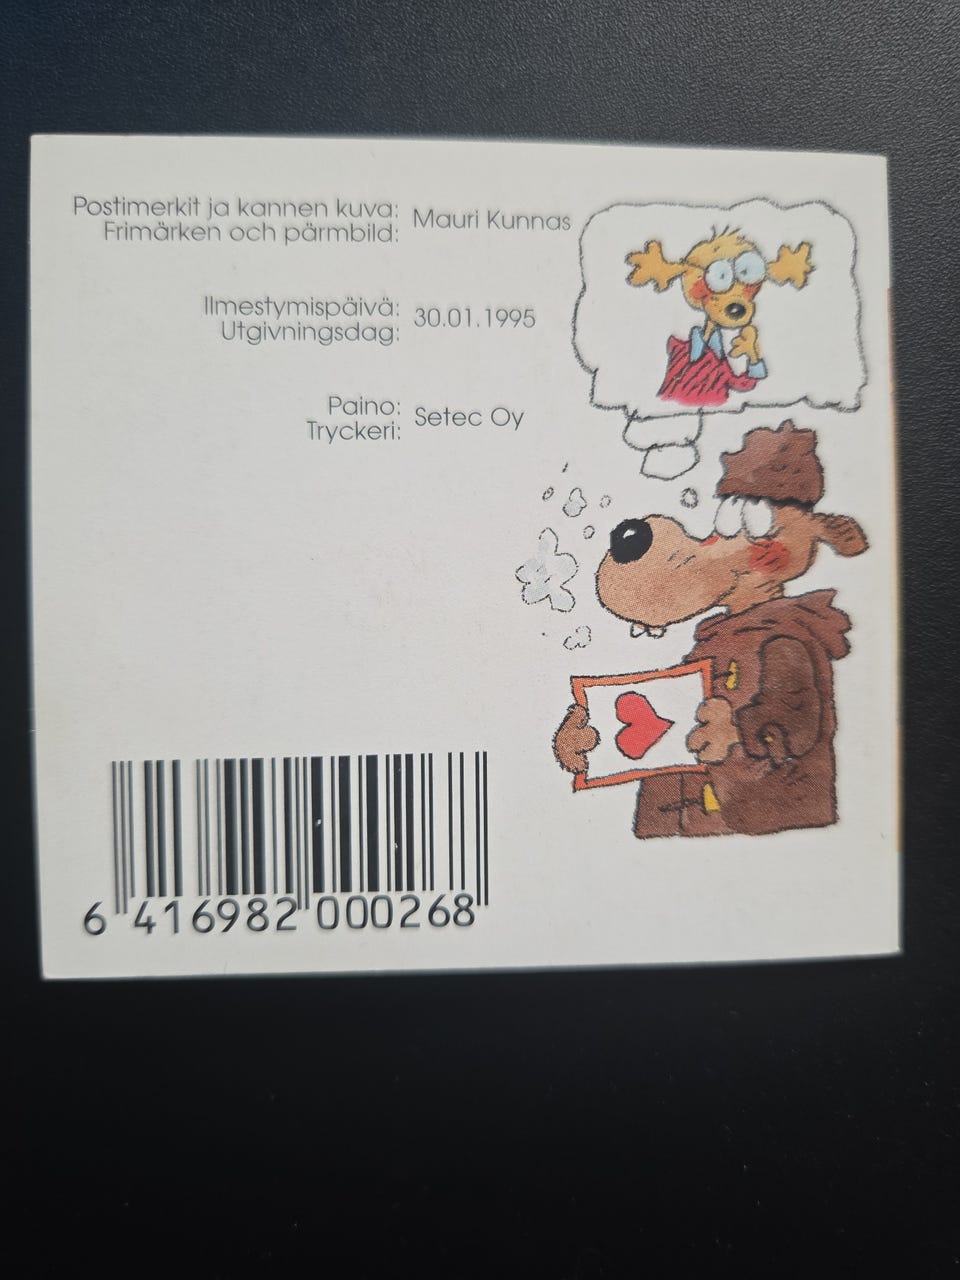 Postimerkit ja kannen kuva:
Frimärken och pärmbild:
Mauri Kunnas
Ilmestymispäivä:
Utgivningsdag:
30.01.1995
Paino:
Tryckeri:
Setec Oy
6 416982 000268